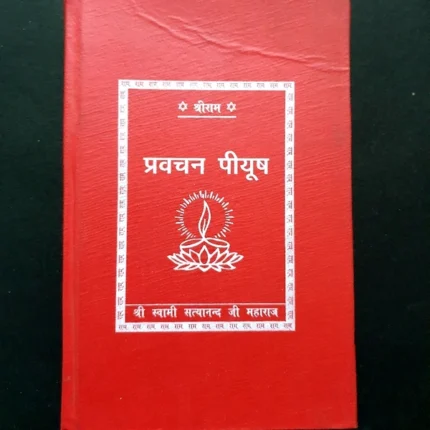 राम राम राम राम राम राम राम राम राम राम राम राम
✡ श्रीराम ✡
प्रवचन पीयूष
श्री स्वामी सत्यानन्द जी महाराज
राम राम राम राम राम राम राम राम राम राम राम राम